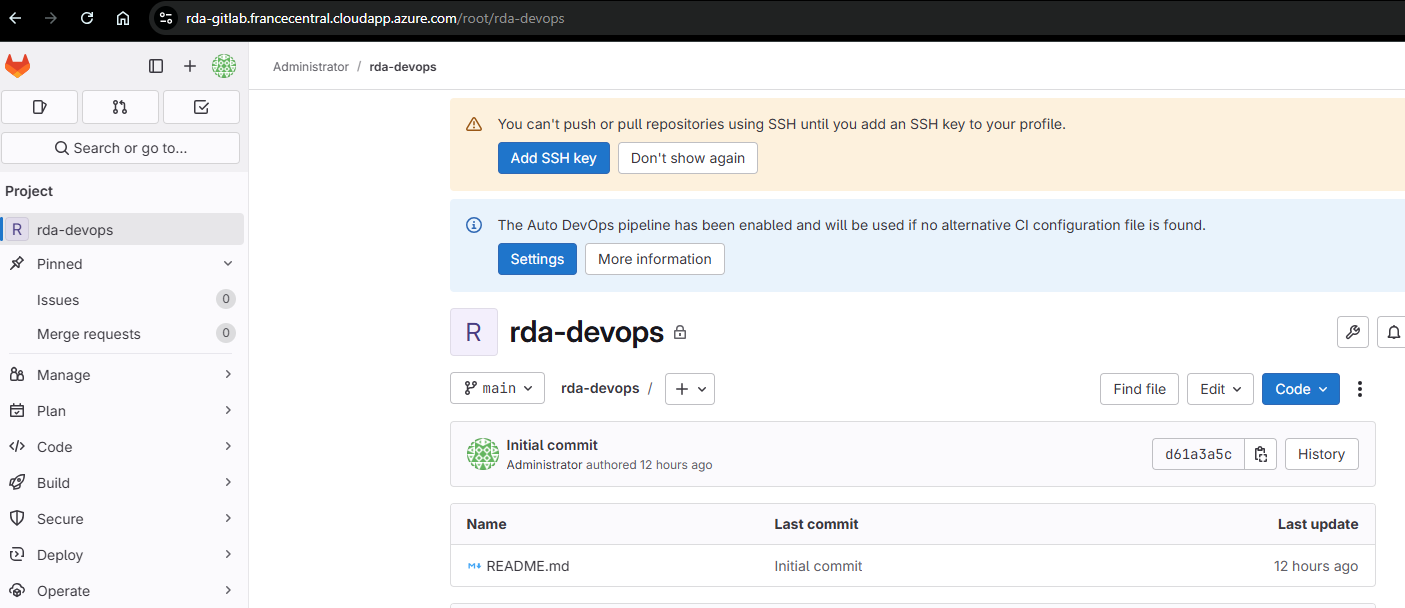 rda-gitlab.francecentral.cloudapp.azure.com/root/rda-devops
Administrator / rda-devops
Search or go to...
Project
R rda-devops
Pinned
Issues 0
Merge requests 0
Manage
Plan
Code
Build
Secure
Deploy
Operate
You can't push or pull repositories using SSH until you add an SSH key to your profile.
Add SSH key Don't show again
The Auto DevOps pipeline has been enabled and will be used if no alternative CI configuration file is found.
Settings More information
R rda-devops
main rda-devops / Find file Edit Code
Initial commit
Administrator authored 12 hours ago
d61a3a5c History
Name Last commit Last update
README.md Initial commit 12 hours ago